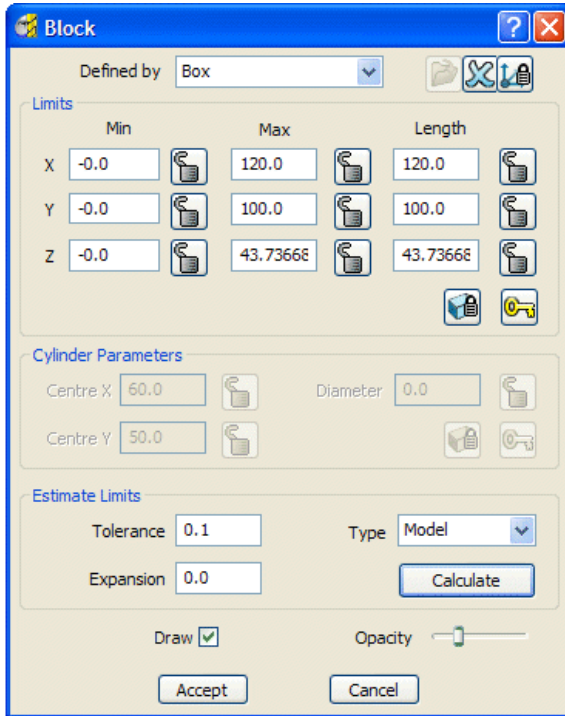 Block
Defined by Box
Limits
Min Max Length
X -0.0 120.0 120.0
Y -0.0 100.0 100.0
Z -0.0 43.73668 43.73668
Cylinder Parameters
Centre X 60.0 Diameter 0.0
Centre Y 50.0
Estimate Limits
Tolerance 0.1 Type Model
Expansion 0.0 Calculate
Draw Opacity
Accept Cancel